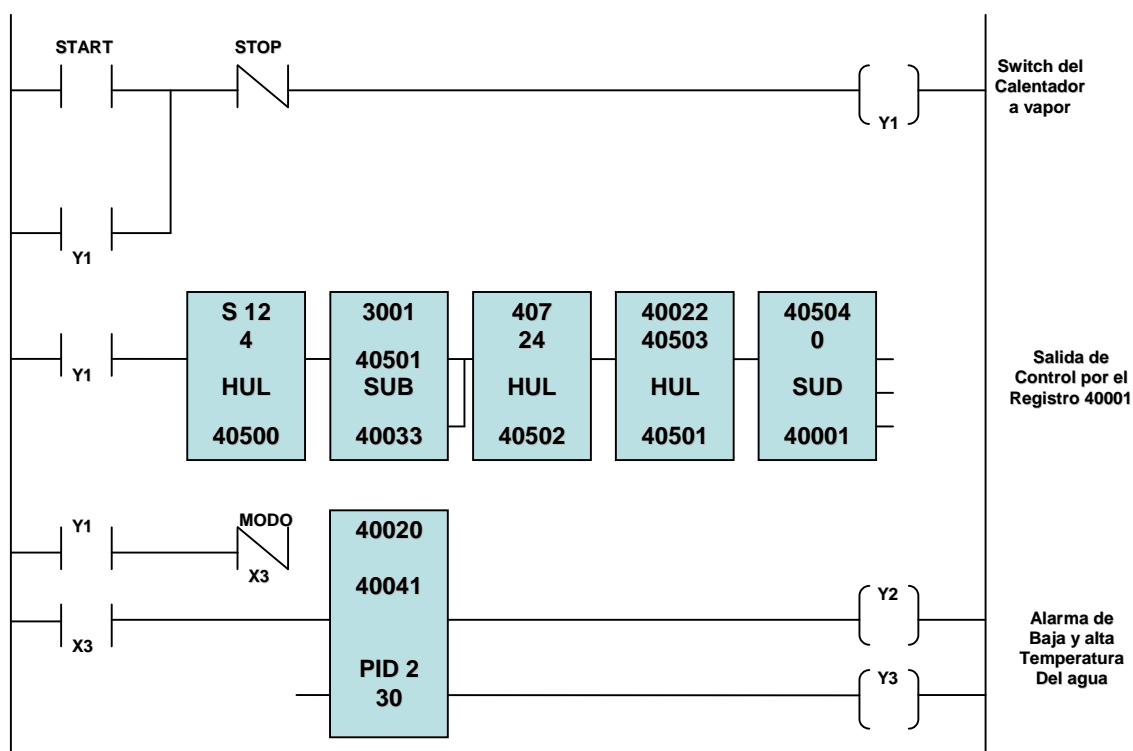 START
STOP
Y1
Switch del
Calentador
a vapor
Y1
Y1
S 12
4
HUL
40500
3001
40501
SUB
40033
407
24
HUL
40502
40022
40503
HUL
40501
40504
0
SUD
40001
Salida de
Control por el
Registro 40001
Y1
MODO
X3
X3
40020
40041
PID 2
30
Y2
Y3
Alarma de
Baja y alta
Temperatura
Del agua